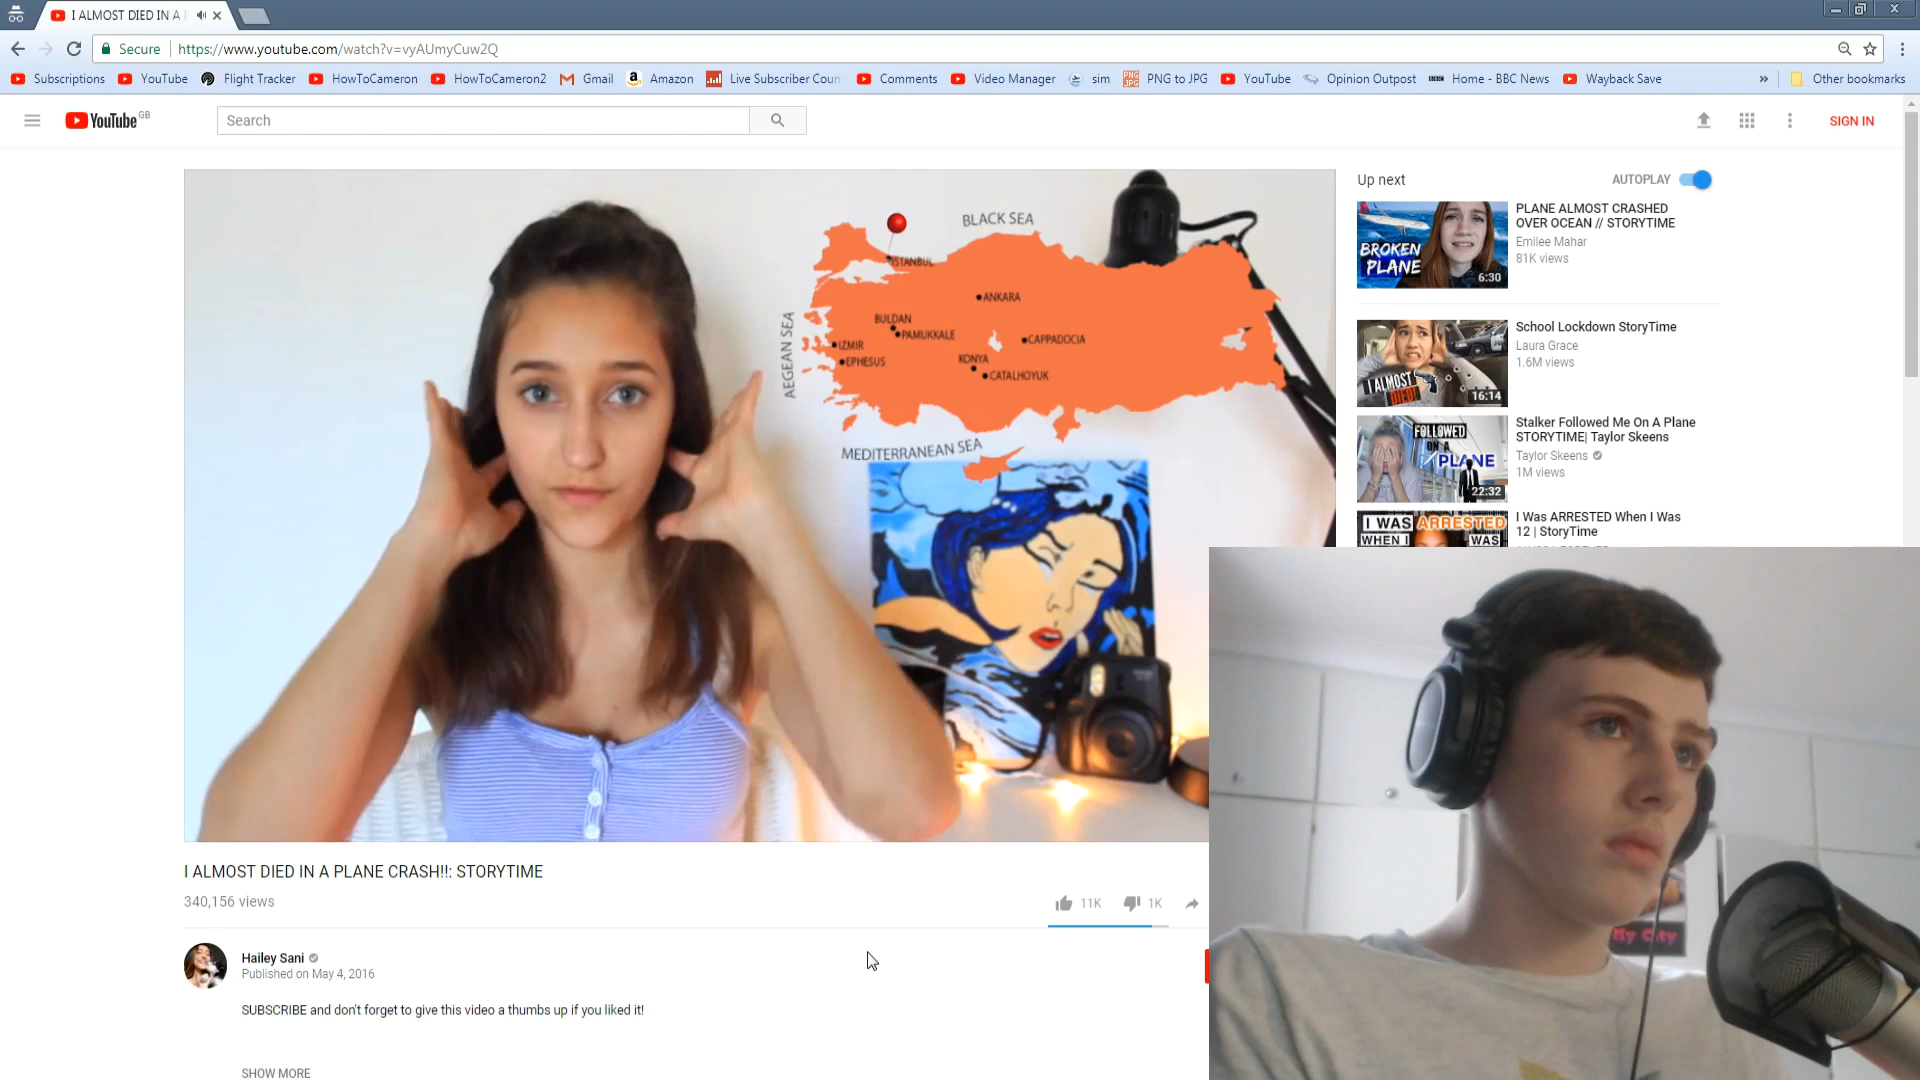 I ALMOST DIED IN A
Secure https://www.youtube.com/watch?v=vyAUmyCuw2Q
Subscriptions YouTube Flight Tracker HowToCameron HowToCameron2 Gmail Amazon Live Subscriber Coun Comments Video Manager sim PNG to JPG YouTube Opinion Outpost Home - BBC News Wayback Save » Other bookmarks
YouTube GB
Search
SIGN IN
BLACK SEA
ISTANBUL
ANKARA
BULDAN
PAMUKKALE
AEGEAN SEA
IZMIR
CAPPADOCIA
EPHESUS
KONYA
CATALHOYUK
MEDITERRANEAN SEA
Up next AUTOPLAY
BROKEN
PLANE
6:30
PLANE ALMOST CRASHED
OVER OCEAN // STORYTIME
Emilee Mahar
81K views
I ALMOST
DIED!
16:14
School Lockdown StoryTime
Laura Grace
1.6M views
FOLLOWED
ON A
PLANE
22:32
Stalker Followed Me On A Plane
STORYTIME| Taylor Skeens
Taylor Skeens
1M views
I WAS ARRESTED
WHEN I WAS
I Was ARRESTED When I Was
12 | StoryTime
My City
I ALMOST DIED IN A PLANE CRASH!!: STORYTIME
340,156 views
11K 1K
Hailey Sani
Published on May 4, 2016
SUBSCRIBE and don't forget to give this video a thumbs up if you liked it!
SHOW MORE